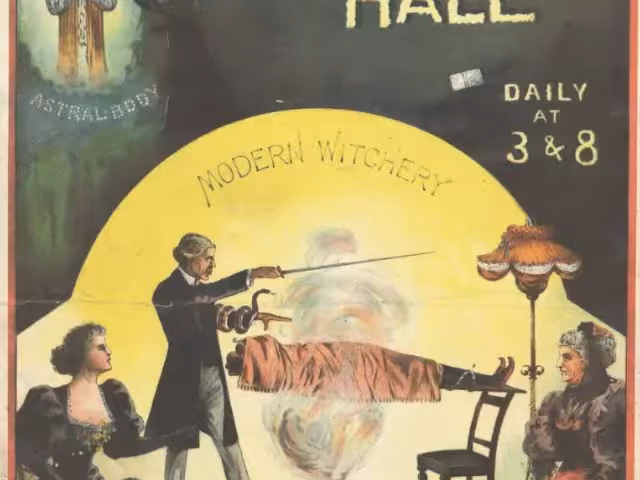 HALL
ASTRAL BODY
DAILY
AT
3 & 8
MODERN WITCHERY